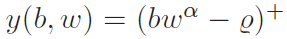 y(b, w) = (bw^α − ϱ)^+